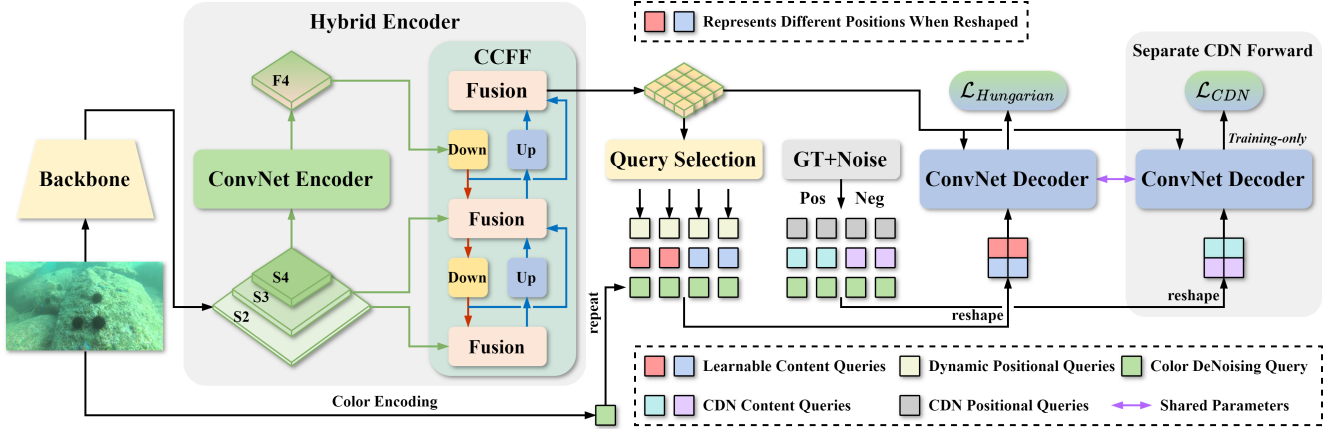 Hybrid Encoder
Represents Different Positions When Reshaped
CCFF
Separate CDN Forward
F4
Fusion
ℒ_Hungarian
ℒ_CDN
Training-only
Down
Up
Backbone
ConvNet Encoder
Query Selection
GT+Noise
ConvNet Decoder
ConvNet Decoder
Pos
Neg
Fusion
S4
S3
S2
Down
Up
Fusion
repeat
reshape
reshape
Color Encoding
Learnable Content Queries
Dynamic Positional Queries
Color DeNoising Query
CDN Content Queries
CDN Positional Queries
Shared Parameters